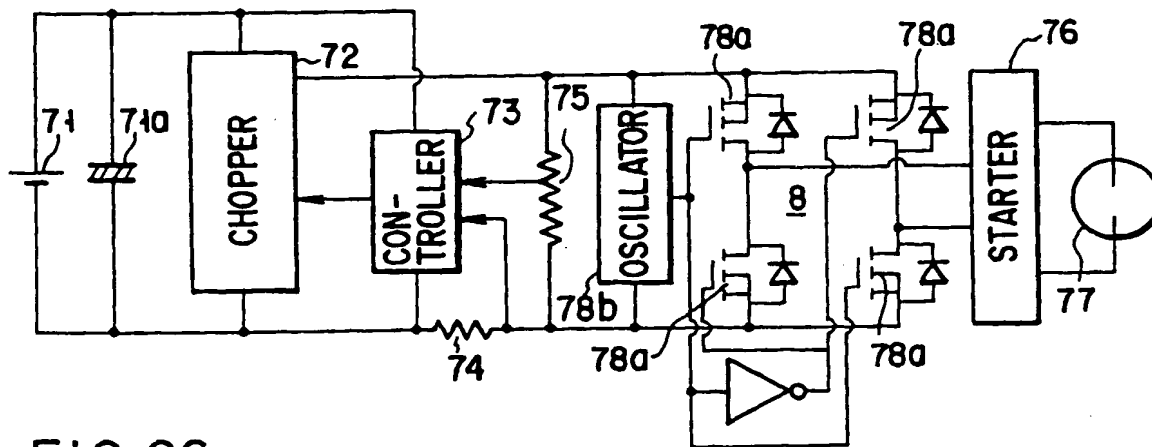 72
78a
78a
76
71
71a
CHOPPER
73
CON-
TROLLER
75
OSCILLATOR
8
STARTER
77
74
78b
78a
78a
FIG